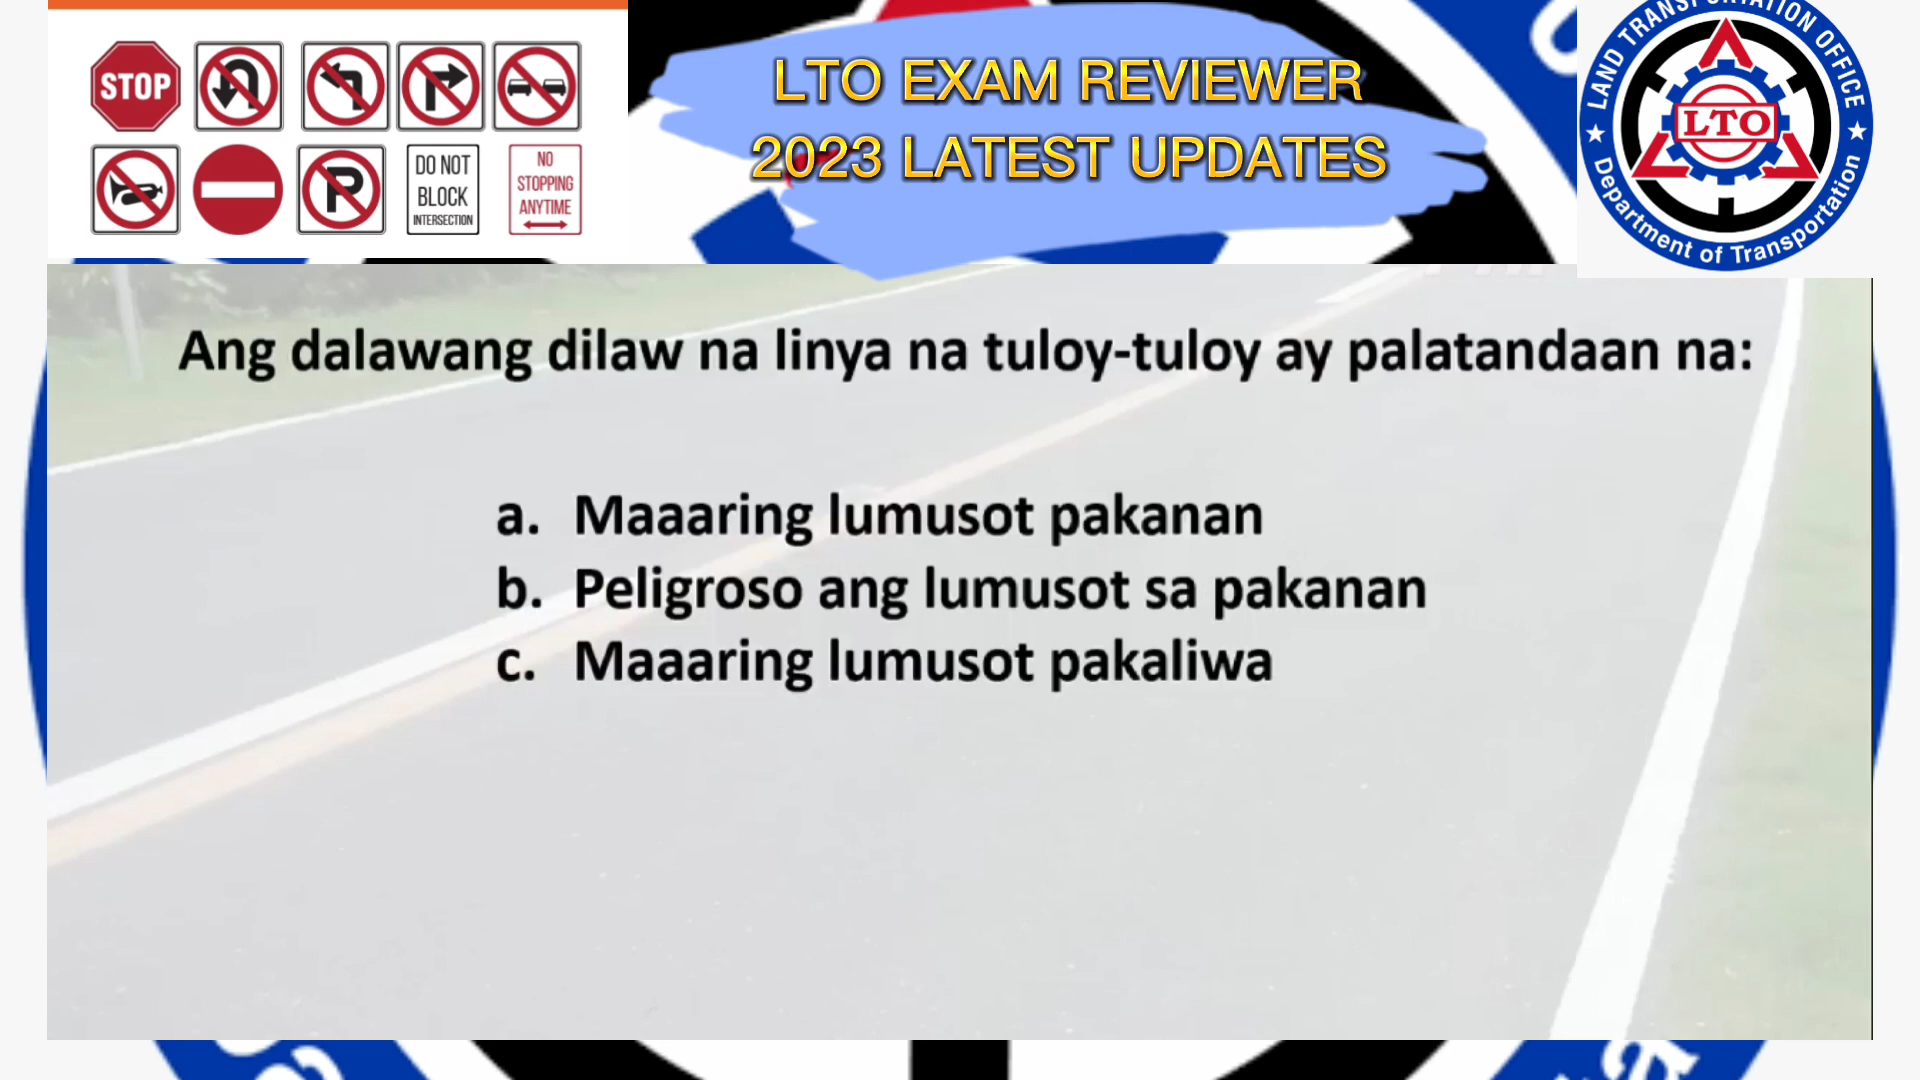 STOP
DO NOT
BLOCK
INTERSECTION
NO
STOPPING
ANYTIME
P
LTO EXAM REVIEWER
2023 LATEST UPDATES
LAND TRANSPORTATION OFFICE
LTO
Department of Transportation
Ang dalawang dilaw na linya na tuloy-tuloy ay palatandaan na:
a. Maaaring lumusot pakanan
b. Peligroso ang lumusot sa pakanan
c. Maaaring lumusot pakaliwa